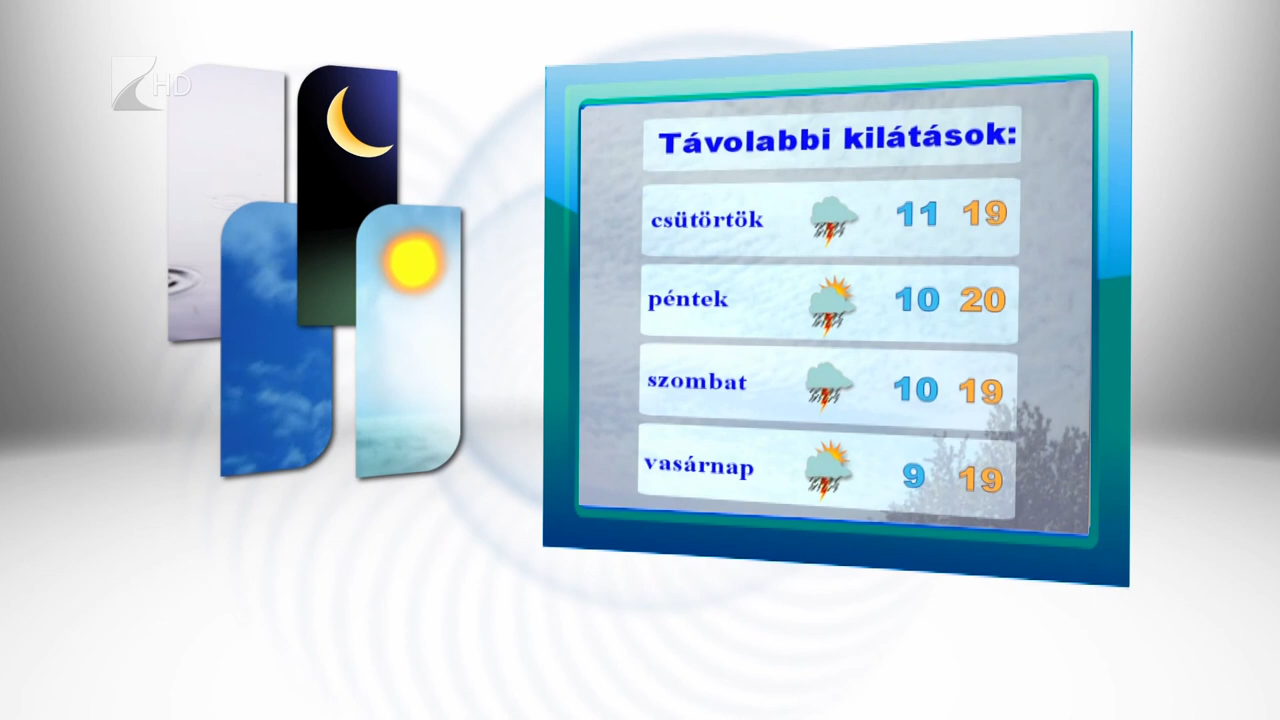 HD
Távolabbi kilátások:
csütörtök 11 19
péntek 10 20
szombat 10 19
vasárnap 9 19